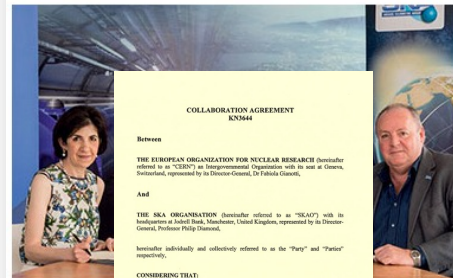 COLLABORATION AGREEMENT
KN3644
Between
THE EUROPEAN ORGANIZATION FOR NUCLEAR RESEARCH (hereinafter
referred to as “CERN”) an Intergovernmental Organization with its seat at Geneva,
Switzerland, represented by its Director-General, Dr Fabiola Gianotti,
And
THE SKA ORGANISATION (hereinafter referred to as “SKAO”) with its
headquarters at Jodrell Bank, Manchester, United Kingdom, represented by its Director-
General, Professor Philip Diamond,
hereinafter individually and collectively referred to as the “Party” and “Parties”
respectively,
CONSIDERING THAT: